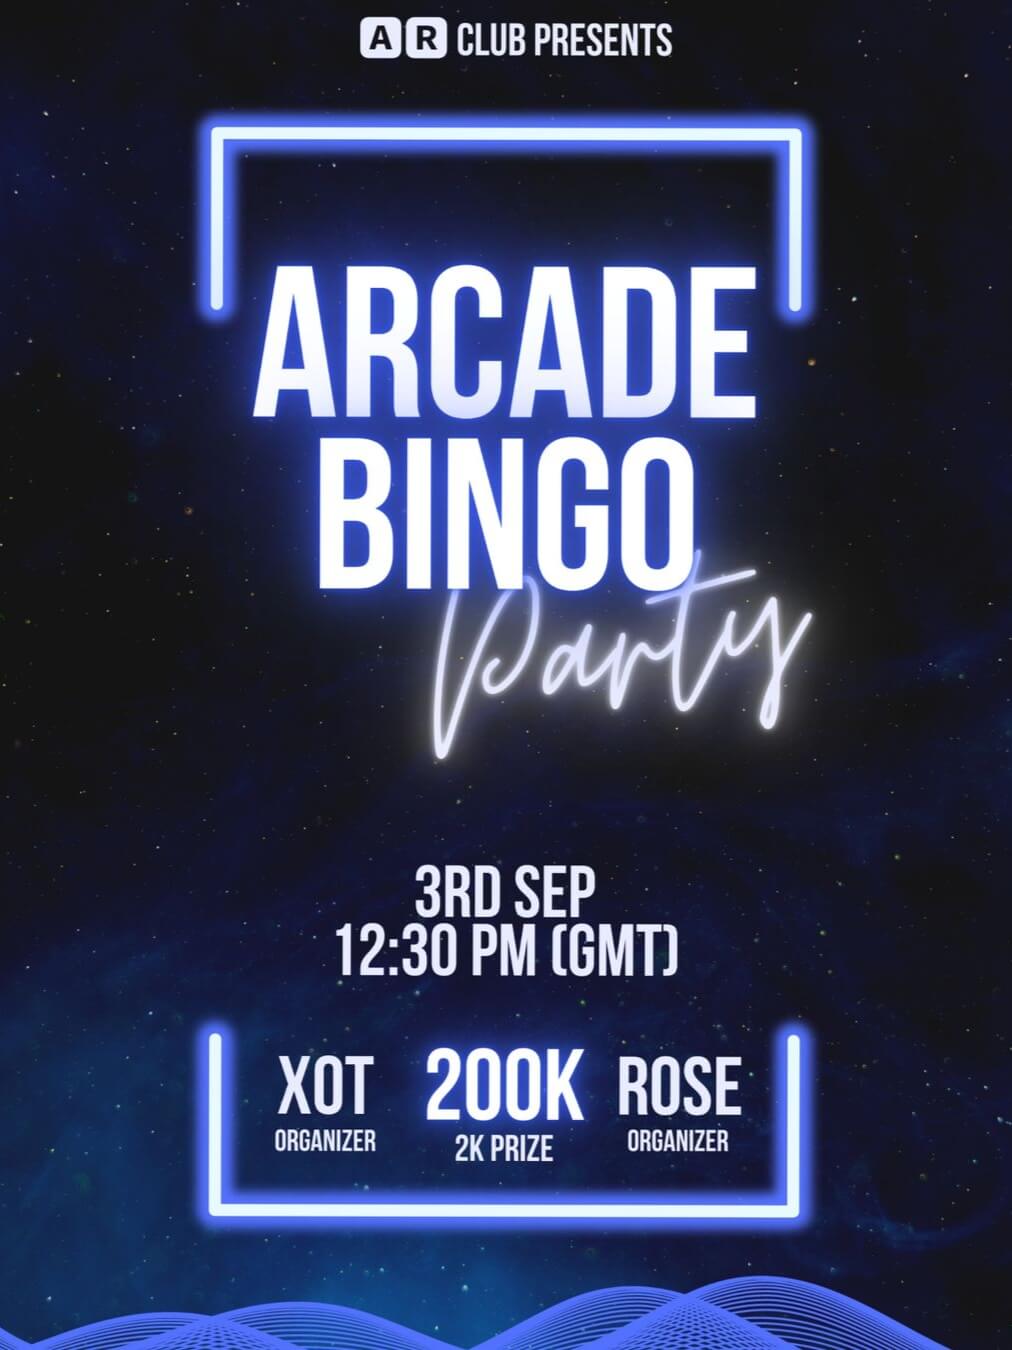 AR CLUB PRESENTS
ARCADE
BINGO
Party
3RD SEP
12:30 PM (GMT)
XOT 200K ROSE
ORGANIZER 2K PRIZE ORGANIZER